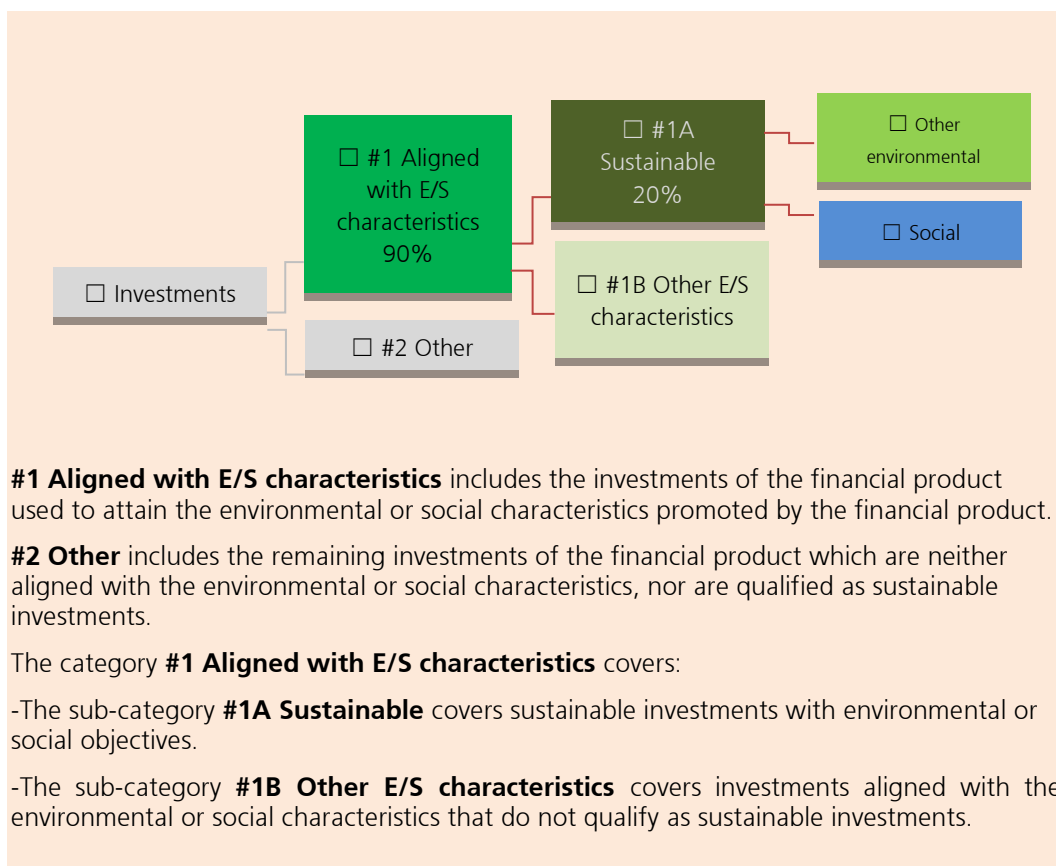 ☐ Investments
☐ #1 Aligned
with E/S
characteristics
90%
☐ #2 Other
☐ #1A
Sustainable
20%
☐ #1B Other E/S
characteristics
☐ Other
environmental
☐ Social
#1 Aligned with E/S characteristics includes the investments of the financial product
used to attain the environmental or social characteristics promoted by the financial product.
#2 Other includes the remaining investments of the financial product which are neither
aligned with the environmental or social characteristics, nor are qualified as sustainable
investments.
The category #1 Aligned with E/S characteristics covers:
-The sub-category #1A Sustainable covers sustainable investments with environmental or
social objectives.
-The sub-category #1B Other E/S characteristics covers investments aligned with the
environmental or social characteristics that do not qualify as sustainable investments.